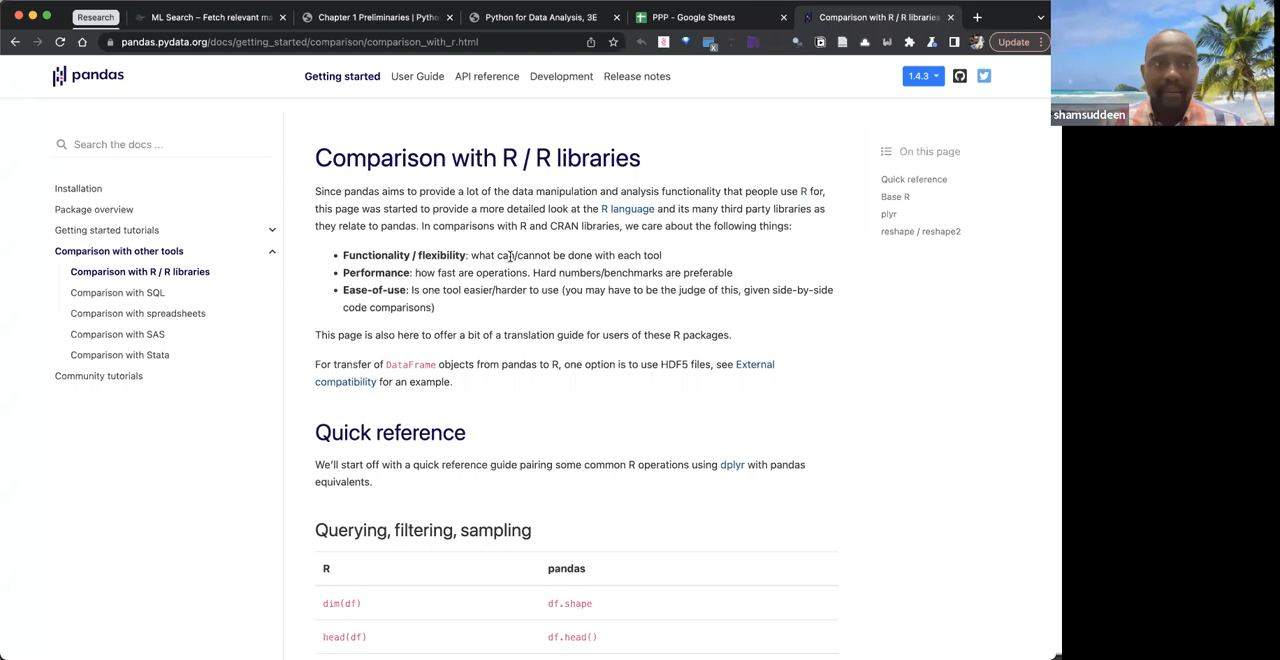 Research
ML Search – Fetch relevant ma
Chapter 1 Preliminaries | Pytho
Python for Data Analysis, 3E
PPP - Google Sheets
Comparison with R / R libraries
pandas.pydata.org/docs/getting_started/comparison/comparison_with_r.html
Update
pandas
Getting started
User Guide
API reference
Development
Release notes
1.4.3
shamsuddeen
Search the docs ...
Installation
Package overview
Getting started tutorials
Comparison with other tools
Comparison with R / R libraries
Comparison with SQL
Comparison with spreadsheets
Comparison with SAS
Comparison with Stata
Community tutorials
Comparison with R / R libraries
Since pandas aims to provide a lot of the data manipulation and analysis functionality that people use R for,
this page was started to provide a more detailed look at the R language and its many third party libraries as
they relate to pandas. In comparisons with R and CRAN libraries, we care about the following things:
• Functionality / flexibility: what can/cannot be done with each tool
• Performance: how fast are operations. Hard numbers/benchmarks are preferable
• Ease-of-use: Is one tool easier/harder to use (you may have to be the judge of this, given side-by-side
code comparisons)
This page is also here to offer a bit of a translation guide for users of these R packages.
For transfer of DataFrame objects from pandas to R, one option is to use HDF5 files, see External
compatibility for an example.
Quick reference
We'll start off with a quick reference guide pairing some common R operations using dplyr with pandas
equivalents.
Querying, filtering, sampling
R pandas
dim(df) df.shape
head(df) df.head()
On this page
Quick reference
Base R
plyr
reshape / reshape2